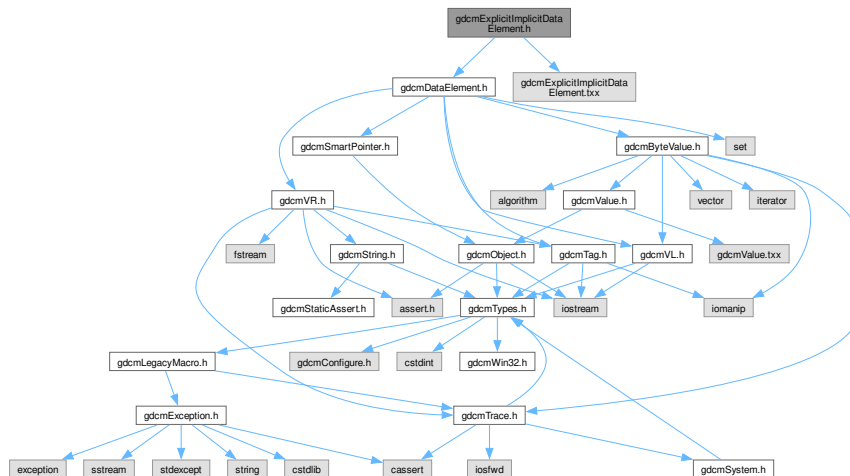 gdcmExplicitImplicitData
Element.h
gdcmDataElement.h
gdcmExplicitImplicitData
Element.txx
gdcmSmartPointer.h
gdcmByteValue.h
set
gdcmVR.h
algorithm
gdcmValue.h
vector
iterator
fstream
gdcmString.h
gdcmObject.h
gdcmTag.h
gdcmVL.h
gdcmValue.txx
gdcmStaticAssert.h
assert.h
gdcmTypes.h
iostream
iomanip
gdcmLegacyMacro.h
gdcmConfigure.h
cstdint
gdcmWin32.h
gdcmException.h
gdcmTrace.h
exception
sstream
stdexcept
string
cstdlib
cassert
iosfwd
gdcmSystem.h